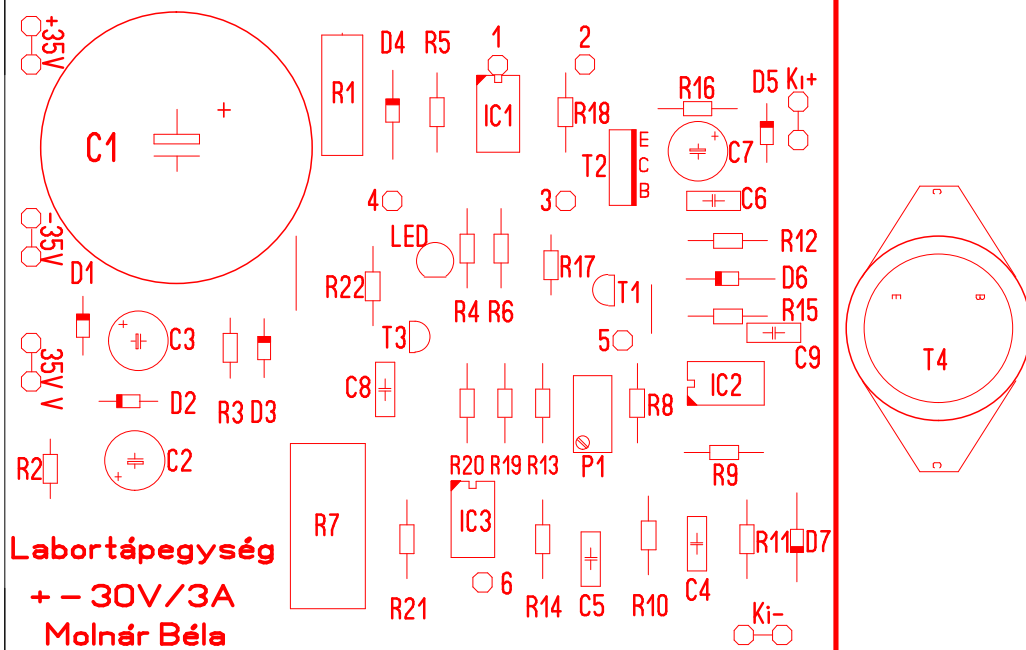 +35V
C1
+
R1
D4
R5
1
IC1
2
R18
R16
D5
Ki+
T2
E
C
B
+
C7
C6
4
3
-35V
LED
R12
D1
R22
R4
R6
R17
T1
D6
R15
+
C3
T3
5
C9
C
E
B
T4
C
35V V
D2
R3
D3
C8
R8
IC2
R2
C2
+
R20
R19
R13
P1
R9
R7
IC3
R11
D7
6
R21
R14
C5
R10
C4
Ki-
Labortápegység
+ - 30V/3A
Molnár Béla